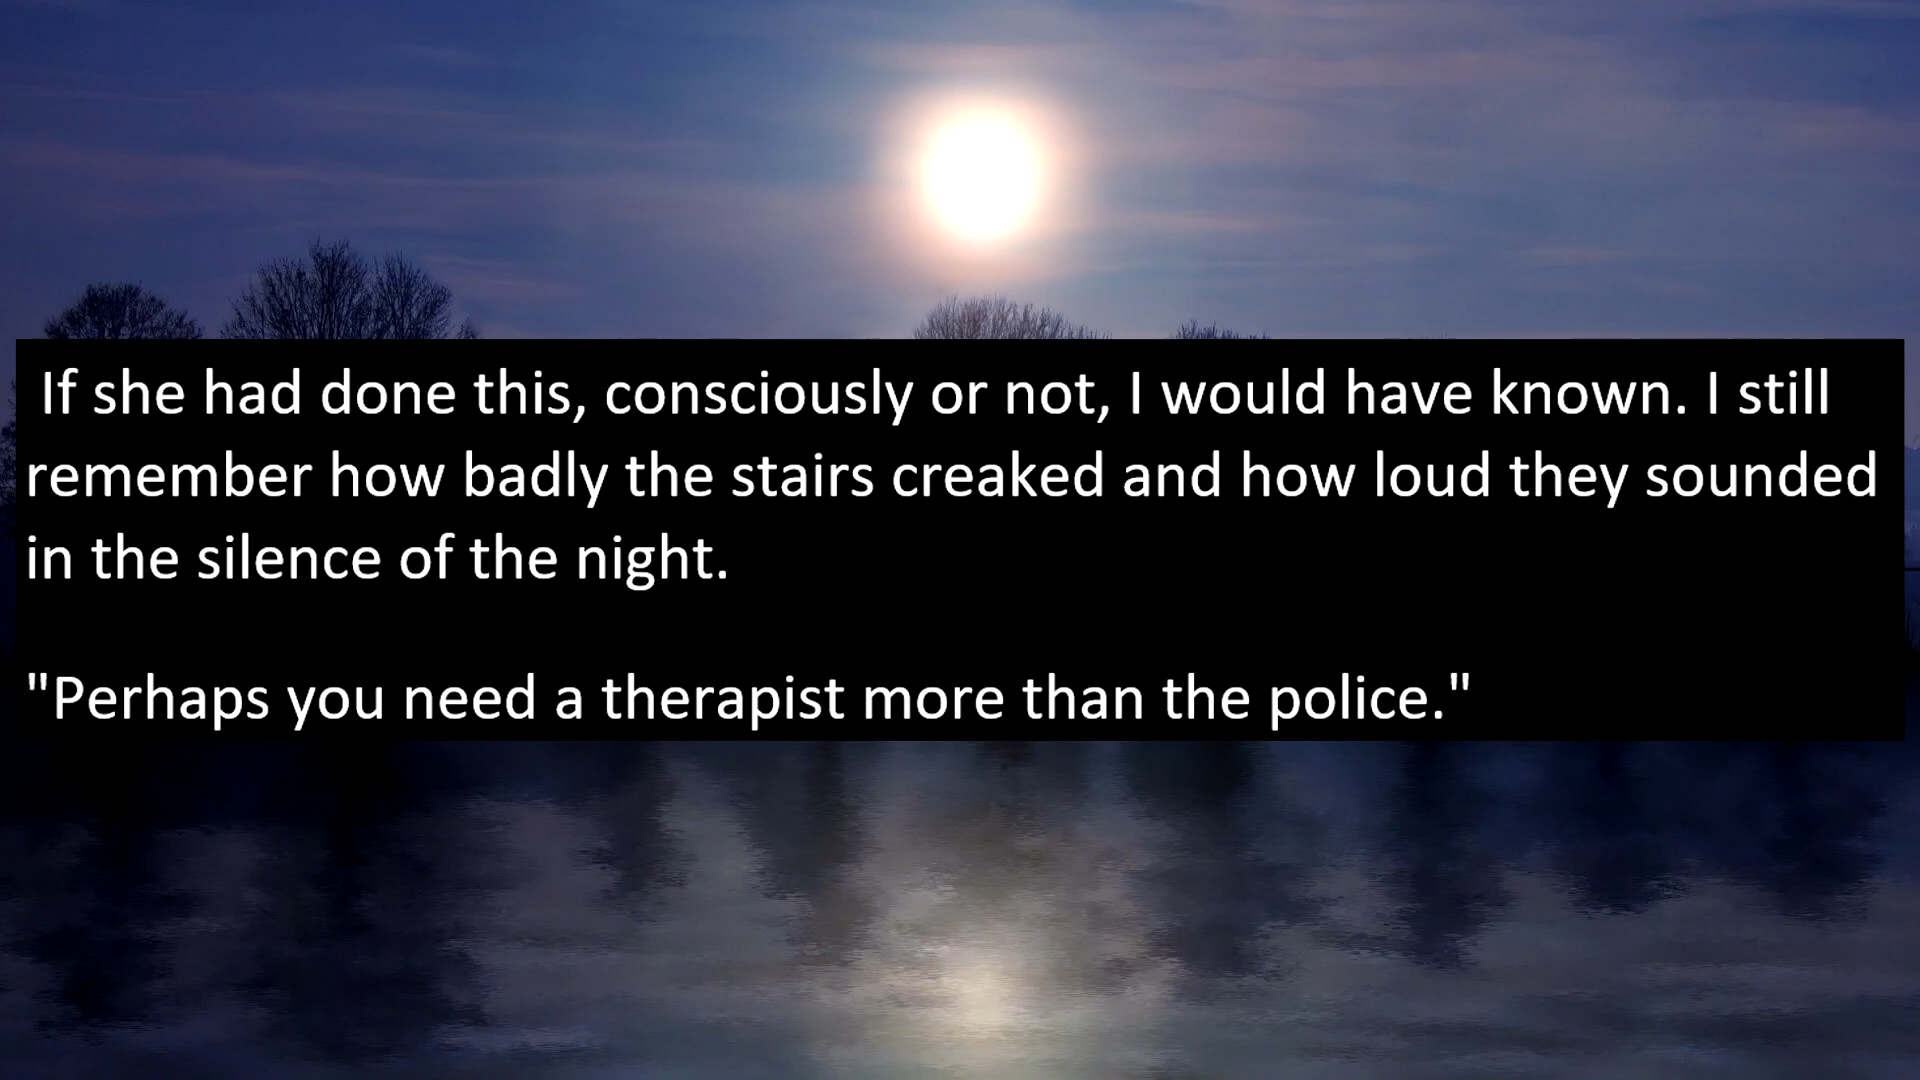 If she had done this, consciously or not, I would have known. I still
remember how badly the stairs creaked and how loud they sounded
in the silence of the night.
"Perhaps you need a therapist more than the police."